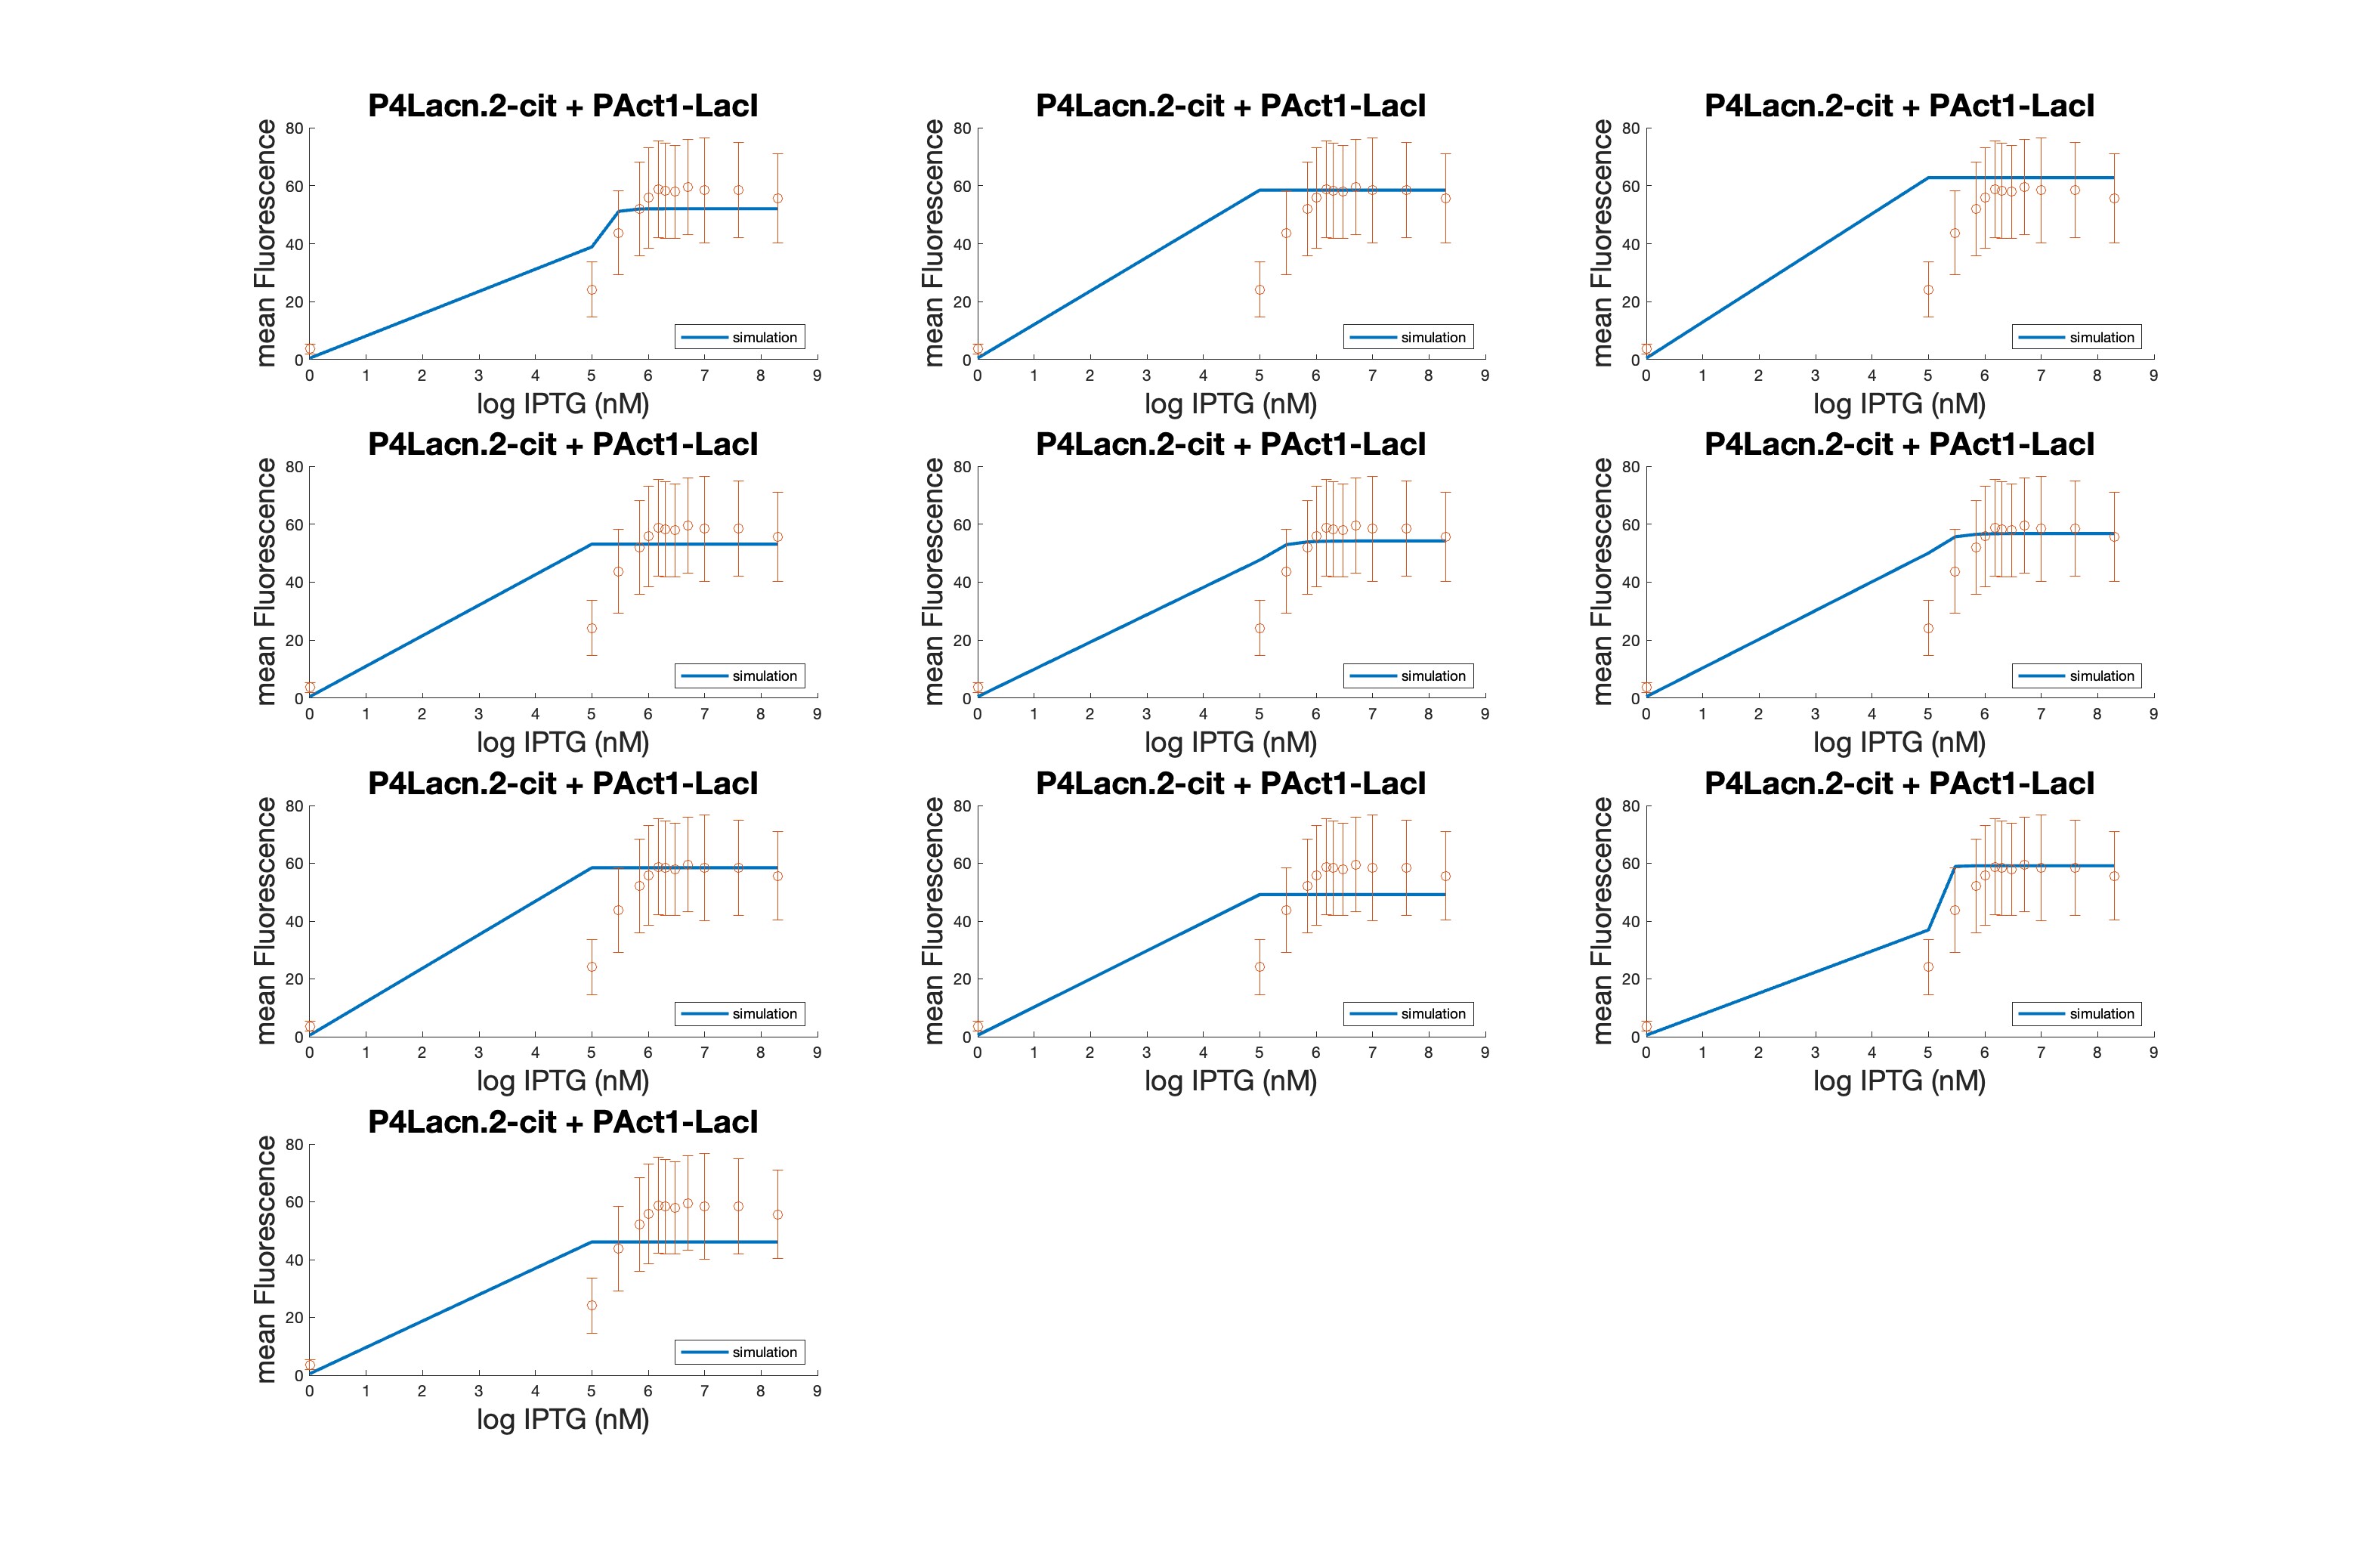 P4Lacn.2-cit + PAct1-LacI
mean Fluorescence
80
60
40
20
0
simulation
0 1 2 3 4 5 6 7 8 9
log IPTG (nM)
P4Lacn.2-cit + PAct1-LacI
mean Fluorescence
80
60
40
20
0
simulation
0 1 2 3 4 5 6 7 8 9
log IPTG (nM)
P4Lacn.2-cit + PAct1-LacI
mean Fluorescence
80
60
40
20
0
simulation
0 1 2 3 4 5 6 7 8 9
log IPTG (nM)
P4Lacn.2-cit + PAct1-LacI
mean Fluorescence
80
60
40
20
0
simulation
0 1 2 3 4 5 6 7 8 9
log IPTG (nM)
P4Lacn.2-cit + PAct1-LacI
mean Fluorescence
80
60
40
20
0
simulation
0 1 2 3 4 5 6 7 8 9
log IPTG (nM)
P4Lacn.2-cit + PAct1-LacI
mean Fluorescence
80
60
40
20
0
simulation
0 1 2 3 4 5 6 7 8 9
log IPTG (nM)
P4Lacn.2-cit + PAct1-LacI
mean Fluorescence
80
60
40
20
0
simulation
0 1 2 3 4 5 6 7 8 9
log IPTG (nM)
P4Lacn.2-cit + PAct1-LacI
mean Fluorescence
80
60
40
20
0
simulation
0 1 2 3 4 5 6 7 8 9
log IPTG (nM)
P4Lacn.2-cit + PAct1-LacI
mean Fluorescence
80
60
40
20
0
simulation
0 1 2 3 4 5 6 7 8 9
log IPTG (nM)
P4Lacn.2-cit + PAct1-LacI
mean Fluorescence
80
60
40
20
0
simulation
0 1 2 3 4 5 6 7 8 9
log IPTG (nM)